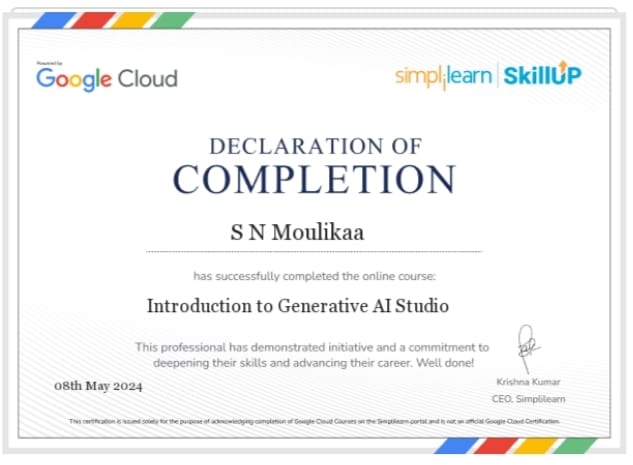 Powered by
Google Cloud
simplilearn | SkillUP
DECLARATION OF
COMPLETION
S N Moulikaa
has successfully completed the online course:
Introduction to Generative AI Studio
This professional has demonstrated initiative and a commitment to
deepening their skills and advancing their career. Well done!
08th May 2024
Krishna Kumar
CEO, Simplilearn
This certification is issued solely for the purpose of acknowledging completion of Google Cloud Courses on the Simplilearn portal and is not an official Google Cloud Certification.